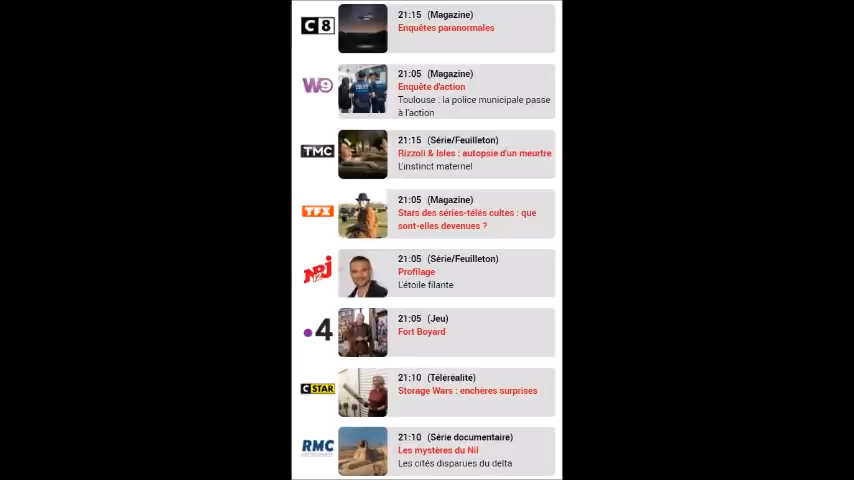 C8
21:15 (Magazine)
Enquêtes paranormales
W9
21:05 (Magazine)
Enquête d'action
Toulouse : la police municipale passe
à l'action
TMC
21:15 (Série/Feuilleton)
Rizzoli & Isles : autopsie d'un meurtre
L'instinct maternel
TFX
21:05 (Magazine)
Stars des séries-télés cultes : que
sont-elles devenues ?
NRJ
12
21:05 (Série/Feuilleton)
Profilage
L'étoile filante
4
21:05 (Jeu)
Fort Boyard
C STAR
21:10 (Téléréalité)
Storage Wars : enchères surprises
RMC
21:10 (Série documentaire)
Les mystères du Nil
Les cités disparues du delta